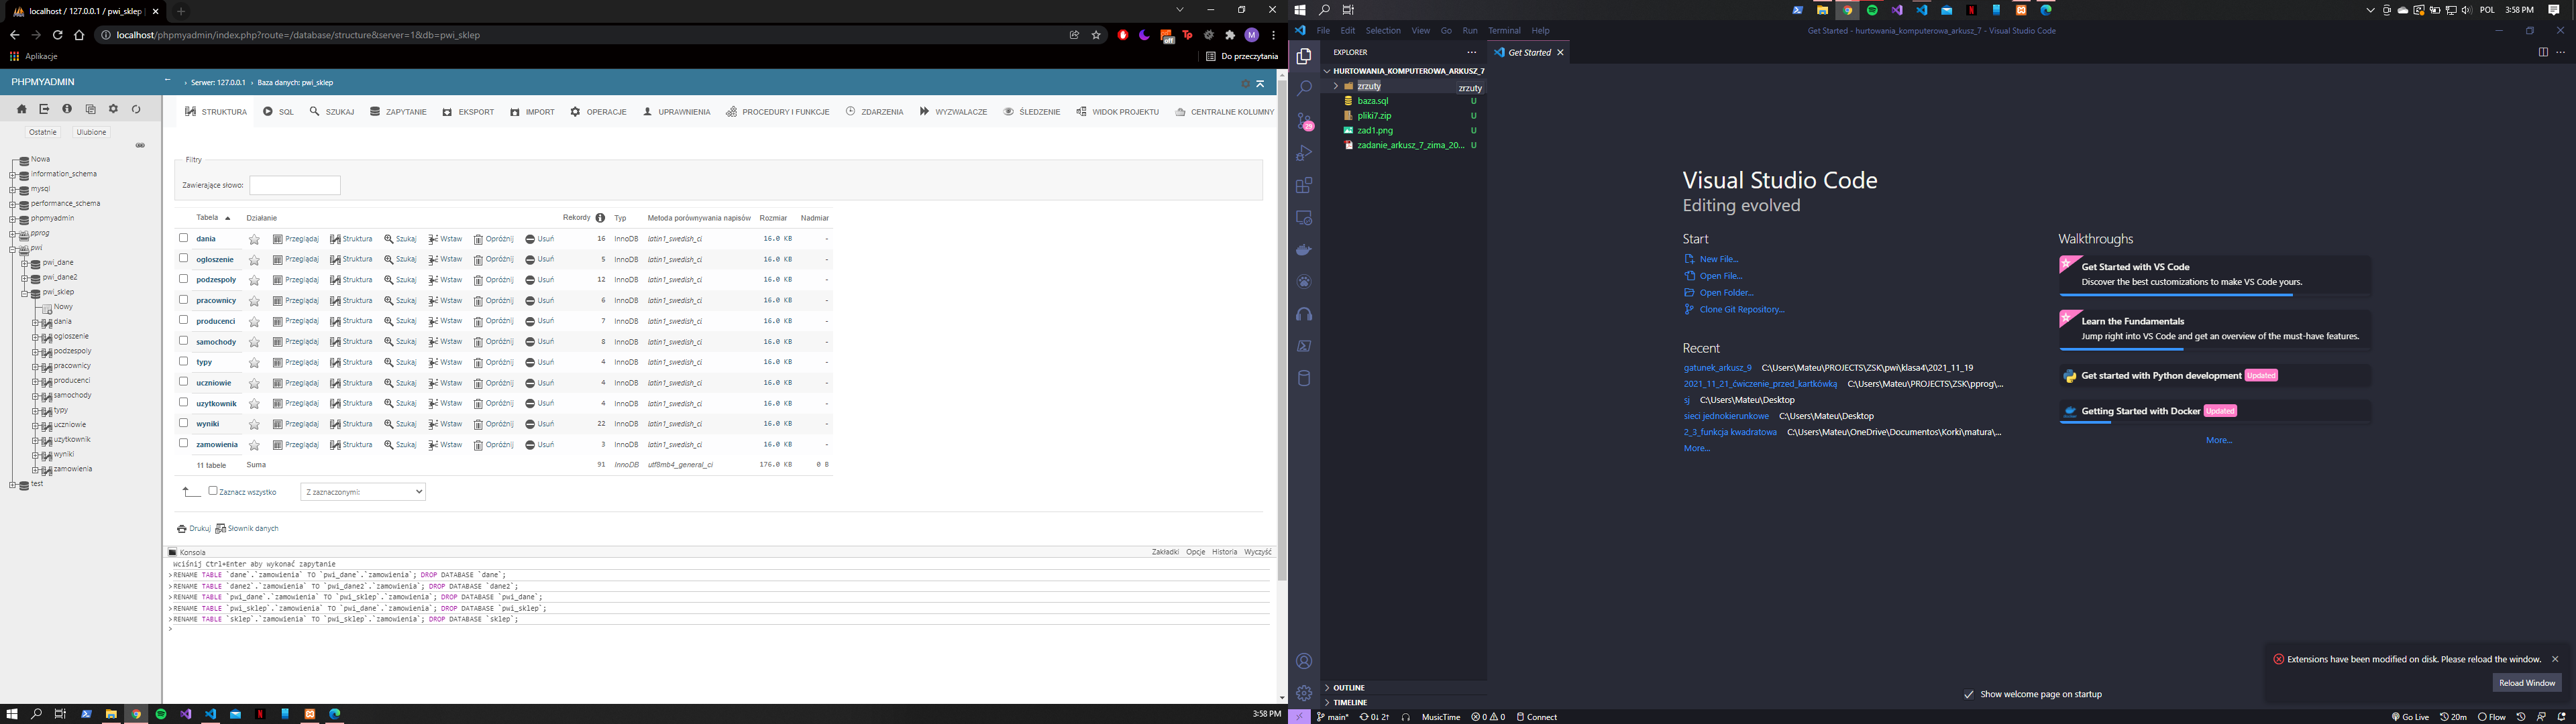 localhost / 127.0.0.1 / pwi_sklep |
localhost/phpmyadmin/index.php?route=/database/structure&server=1&db=pwi_sklep
Aplikacje
Do przeczytania
PHPMYADMIN
Serwer: 127.0.0.1 › Baza danych: pwi_sklep
Ostatnie Ulubione
Nowa
information_schema
mysql
performance_schema
phpmyadmin
pprog
pwi
pwi_dane
pwi_dane2
pwi_sklep
Nowy
dania
ogloszenie
podzespoly
pracownicy
producenci
samochody
typy
uczniowie
uzytkownik
wyniki
zamowienia
test
STRUKTURA SQL SZUKAJ ZAPYTANIE EKSPORT IMPORT OPERACJE UPRAWNIENIA PROCEDURY I FUNKCJE ZDARZENIA WYZWALACZE ŚLEDZENIE WIDOK PROJEKTU CENTRALNE KOLUMNY
Filtry
Zawierające słowo:
Tabela Działanie Rekordy Typ Metoda porównywania napisów Rozmiar Nadmiar
dania Przeglądaj Struktura Szukaj Wstaw Opróżnij Usuń 16 InnoDB latin1_swedish_ci 16.0 KB -
ogloszenie Przeglądaj Struktura Szukaj Wstaw Opróżnij Usuń 5 InnoDB latin1_swedish_ci 16.0 KB -
podzespoly Przeglądaj Struktura Szukaj Wstaw Opróżnij Usuń 12 InnoDB latin1_swedish_ci 16.0 KB -
pracownicy Przeglądaj Struktura Szukaj Wstaw Opróżnij Usuń 6 InnoDB latin1_swedish_ci 16.0 KB -
producenci Przeglądaj Struktura Szukaj Wstaw Opróżnij Usuń 7 InnoDB latin1_swedish_ci 16.0 KB -
samochody Przeglądaj Struktura Szukaj Wstaw Opróżnij Usuń 8 InnoDB latin1_swedish_ci 16.0 KB -
typy Przeglądaj Struktura Szukaj Wstaw Opróżnij Usuń 4 InnoDB latin1_swedish_ci 16.0 KB -
uczniowie Przeglądaj Struktura Szukaj Wstaw Opróżnij Usuń 4 InnoDB latin1_swedish_ci 16.0 KB -
uzytkownik Przeglądaj Struktura Szukaj Wstaw Opróżnij Usuń 4 InnoDB latin1_swedish_ci 16.0 KB -
wyniki Przeglądaj Struktura Szukaj Wstaw Opróżnij Usuń 22 InnoDB latin1_swedish_ci 16.0 KB -
zamowienia Przeglądaj Struktura Szukaj Wstaw Opróżnij Usuń 3 InnoDB latin1_swedish_ci 16.0 KB -
11 tabele Suma 91 InnoDB utf8mb4_general_ci 176.0 KB 0 B
Zaznacz wszystko Z zaznaczonymi:
Drukuj Słownik danych
Konsola Zakładki Opcje Historia Wyczyść
Wciśnij Ctrl+Enter aby wykonać zapytanie
>RENAME TABLE `dane`.`zamowienia` TO `pwi_dane`.`zamowienia`; DROP DATABASE `dane`;
>RENAME TABLE `dane2`.`zamowienia` TO `pwi_dane2`.`zamowienia`; DROP DATABASE `dane2`;
>RENAME TABLE `pwi_dane`.`zamowienia` TO `pwi_sklep`.`zamowienia`; DROP DATABASE `pwi_dane`;
>RENAME TABLE `pwi_sklep`.`zamowienia` TO `pwi_dane`.`zamowienia`; DROP DATABASE `pwi_sklep`;
>RENAME TABLE `sklep`.`zamowienia` TO `pwi_sklep`.`zamowienia`; DROP DATABASE `sklep`;
>
3:58 PM
POL 3:58 PM
File Edit Selection View Go Run Terminal Help
Get Started - hurtowania_komputerowa_arkusz_7 - Visual Studio Code
EXPLORER
Get Started
HURTOWANIA_KOMPUTEROWA_ARKUSZ_7
zrzuty
zrzuty
baza.sql U
pliki7.zip U
zad1.png U
zadanie_arkusz_7_zima_20... U
29
Visual Studio Code
Editing evolved
Start
New File...
Open File...
Open Folder...
Clone Git Repository...
Recent
gatunek_arkusz_9 C:\Users\Mateu\PROJECTS\ZSK\pwi\klasa4\2021_11_19
2021_11_21_ćwiczenie_przed_kartkówką C:\Users\Mateu\PROJECTS\ZSK\pprog\...
sj C:\Users\Mateu\Desktop
sieci jednokierunkowe C:\Users\Mateu\Desktop
2_3_funkcja kwadratowa C:\Users\Mateu\OneDrive\Documentos\Korki\matura\...
More...
Walkthroughs
Get Started with VS Code
Discover the best customizations to make VS Code yours.
Learn the Fundamentals
Jump right into VS Code and get an overview of the must-have features.
Get started with Python development Updated
Getting Started with Docker Updated
More...
Extensions have been modified on disk. Please reload the window.
Reload Window
Show welcome page on startup
OUTLINE
TIMELINE
main* 0↓ 2↑ MusicTime 0 0 Connect
Go Live 20m Flow